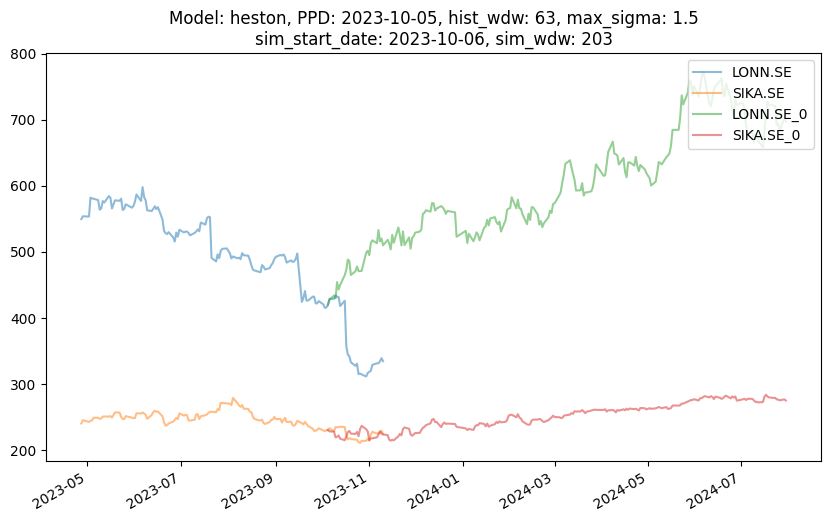 Model: heston, PPD: 2023-10-05, hist_wdw: 63, max_sigma: 1.5
sim_start_date: 2023-10-06, sim_wdw: 203
800
700
600
500
400
300
200
LONN.SE
SIKA.SE
LONN.SE_0
SIKA.SE_0
2023-05
2023-07
2023-09
2023-11
2024-01
2024-03
2024-05
2024-07